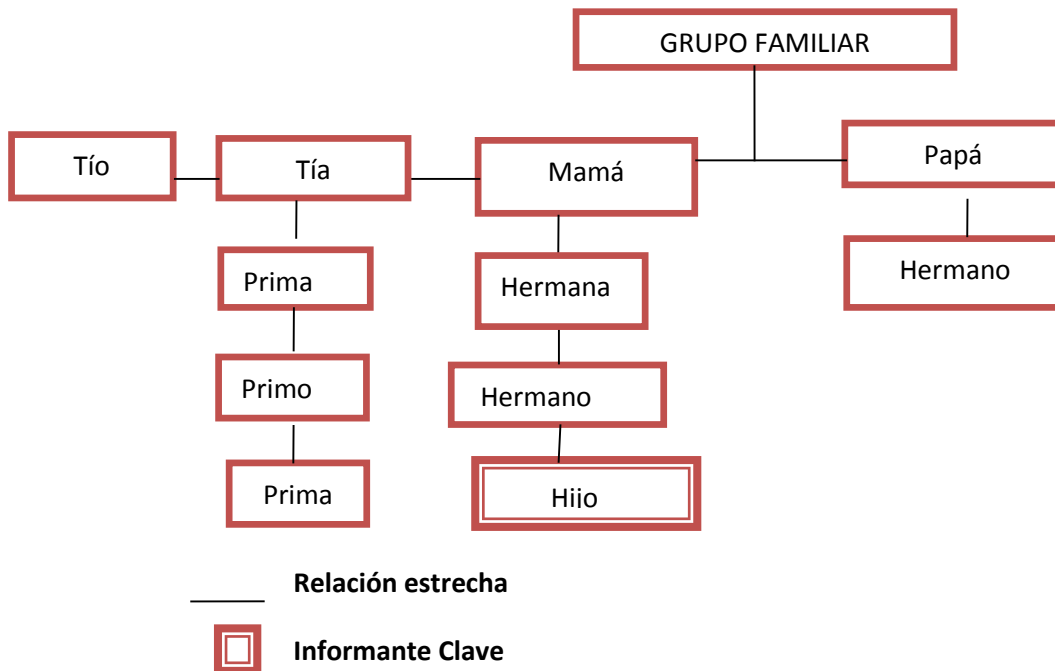 GRUPO FAMILIAR
Tío
Tía
Mamá
Papá
Prima
Hermana
Hermano
Primo
Hermano
Prima
Hijo
Relación estrecha
Informante Clave